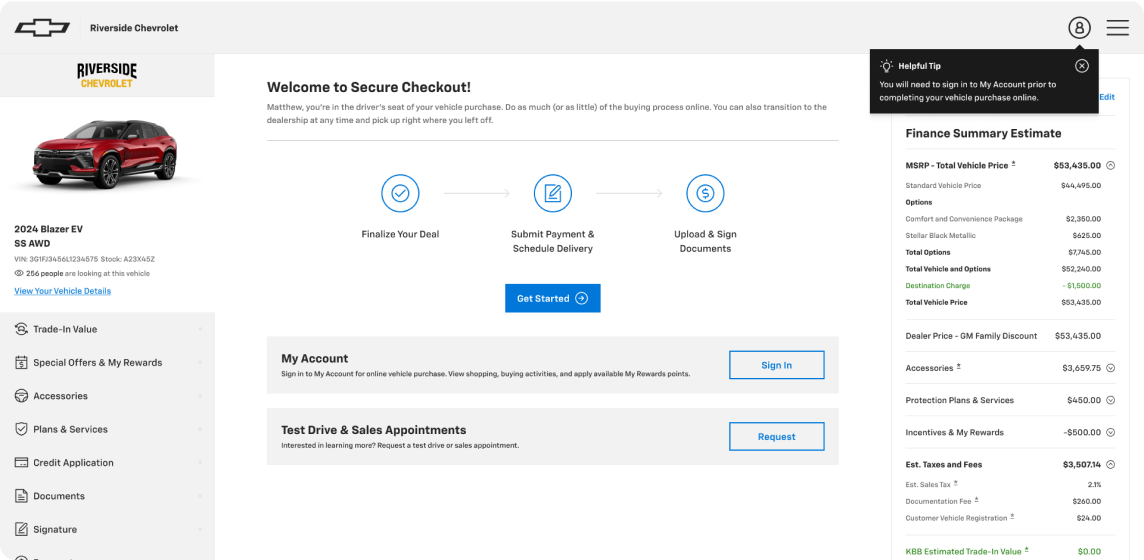 Riverside Chevrolet
RIVERSIDE
CHEVROLET
2024 Blazer EV
SS AWD
VIN: 3G1FJ3456L1234575 Stock: A23X45Z
256 people are looking at this vehicle
View Your Vehicle Details
Trade-In Value
Special Offers & My Rewards
Accessories
Plans & Services
Credit Application
Documents
Signature
Welcome to Secure Checkout!
Matthew, you're in the driver's seat of your vehicle purchase. Do as much (or as little) of the buying process online. You can also transition to the
dealership at any time and pick up right where you left off.
Finalize Your Deal
Submit Payment &
Schedule Delivery
Upload & Sign
Documents
Get Started
My Account
Sign in to My Account for online vehicle purchase. View shopping, buying activities, and apply available My Rewards points.
Sign In
Test Drive & Sales Appointments
Interested in learning more? Request a test drive or sales appointment.
Request
Helpful Tip
You will need to sign in to My Account prior to
completing your vehicle purchase online.
Edit
Finance Summary Estimate
MSRP - Total Vehicle Price ± $53,435.00
Standard Vehicle Price $44,495.00
Options
Comfort and Convenience Package $2,350.00
Stellar Black Metallic $625.00
Total Options $7,745.00
Total Vehicle and Options $52,240.00
Destination Charge - $1,500.00
Total Vehicle Price $53,435.00
Dealer Price - GM Family Discount $53,435.00
Accessories ± $3,659.75
Protection Plans & Services $450.00
Incentives & My Rewards -$500.00
Est. Taxes and Fees $3,507.14
Est. Sales Tax ± 2.1%
Documentation Fee ± $260.00
Customer Vehicle Registration ± $24.00
KBB Estimated Trade-In Value ± $0.00